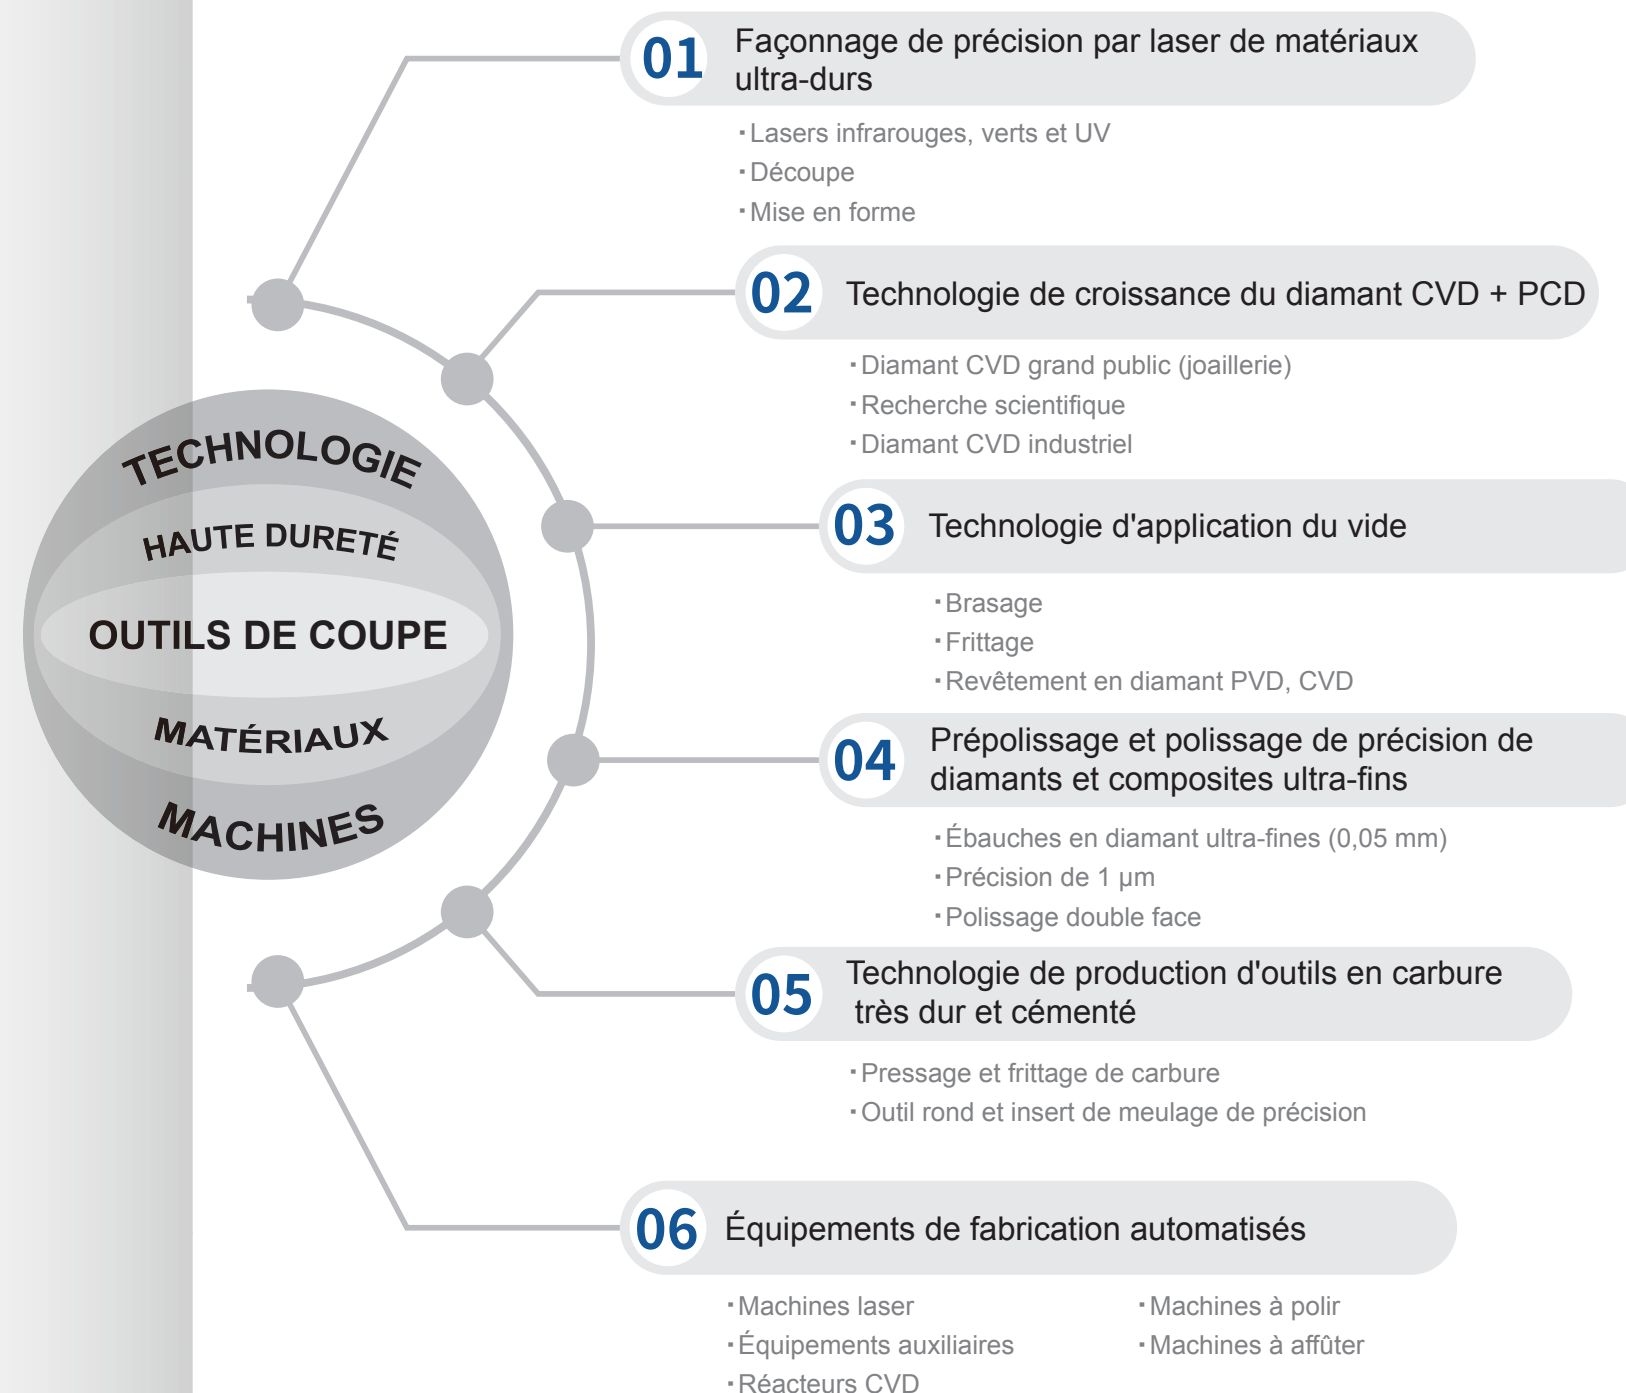 01
Façonnage de précision par laser de matériaux
ultra-durs
· Lasers infrarouges, verts et UV
· Découpe
· Mise en forme
02
Technologie de croissance du diamant CVD + PCD
· Diamant CVD grand public (joaillerie)
· Recherche scientifique
· Diamant CVD industriel
TECHNOLOGIE
HAUTE DURETÉ
OUTILS DE COUPE
MATÉRIAUX
MACHINES
03
Technologie d'application du vide
· Brasage
· Frittage
· Revêtement en diamant PVD, CVD
04
Prépolissage et polissage de précision de
diamants et composites ultra-fins
· Ébauches en diamant ultra-fines (0,05 mm)
· Précision de 1 µm
· Polissage double face
05
Technologie de production d'outils en carbure
très dur et cémenté
· Pressage et frittage de carbure
· Outil rond et insert de meulage de précision
06
Équipements de fabrication automatisés
· Machines laser
· Équipements auxiliaires
· Réacteurs CVD
· Machines à polir
· Machines à affûter